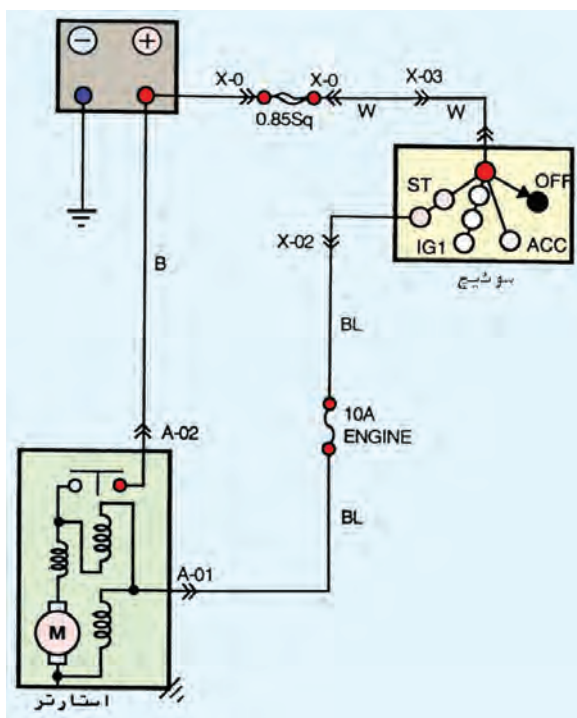 − +
X-0 X-0 X-03
0.85Sq W W
ST OFF
IG1 ACC
X-02
سوئیچ
B
BL
10A
ENGINE
A-02
BL
A-01
M
استارتر